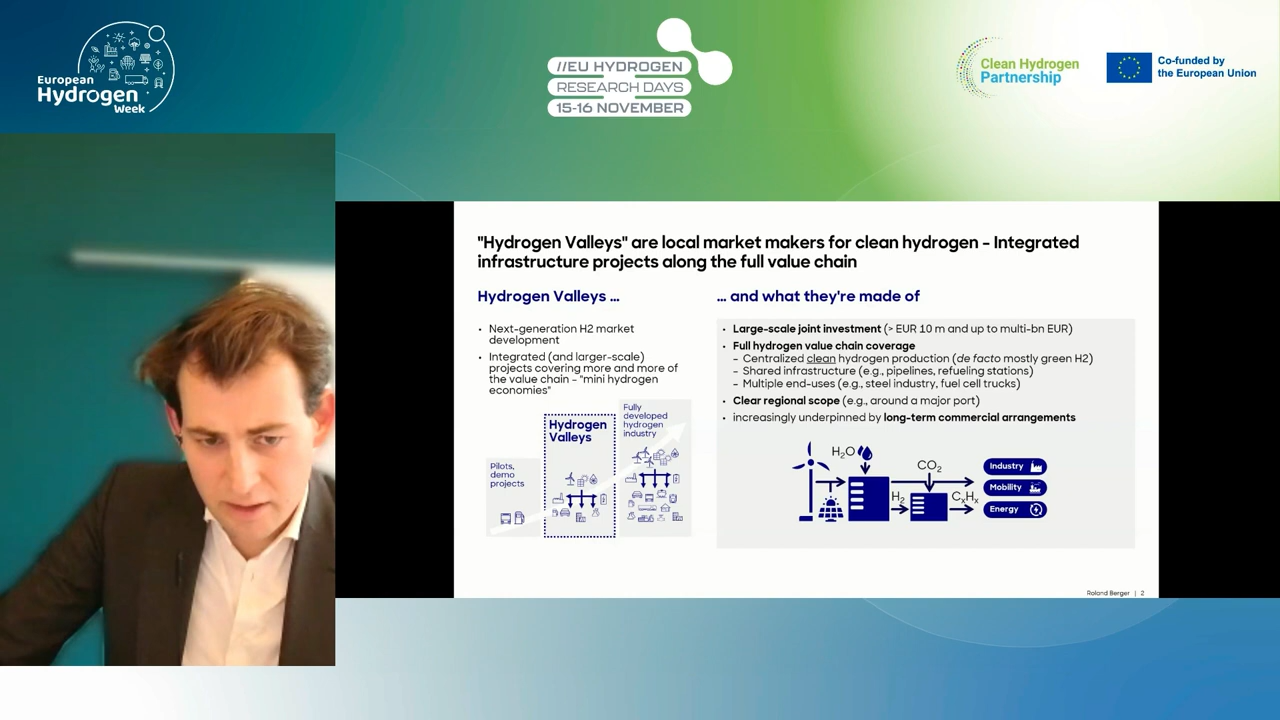 European
Hydrogen
Week
//EU HYDROGEN
RESEARCH DAYS
15-16 NOVEMBER
Clean Hydrogen
Partnership
Co-funded by
the European Union
"Hydrogen Valleys" are local market makers for clean hydrogen – Integrated
infrastructure projects along the full value chain
Hydrogen Valleys ...
• Next-generation H2 market
development
• Integrated (and larger-scale)
projects covering more and more of
the value chain – "mini hydrogen
economies"
Pilots,
demo
projects
Hydrogen
Valleys
Fully
developed
hydrogen
industry
... and what they're made of
• Large-scale joint investment (> EUR 10 m and up to multi-bn EUR)
• Full hydrogen value chain coverage
– Centralized clean hydrogen production (de facto mostly green H2)
– Shared infrastructure (e.g., pipelines, refueling stations)
– Multiple end-uses (e.g., steel industry, fuel cell trucks)
• Clear regional scope (e.g., around a major port)
• increasingly underpinned by long-term commercial arrangements
H₂O
CO₂
H₂
CₓHₓ
Industry
Mobility
Energy
Roland Berger | 2